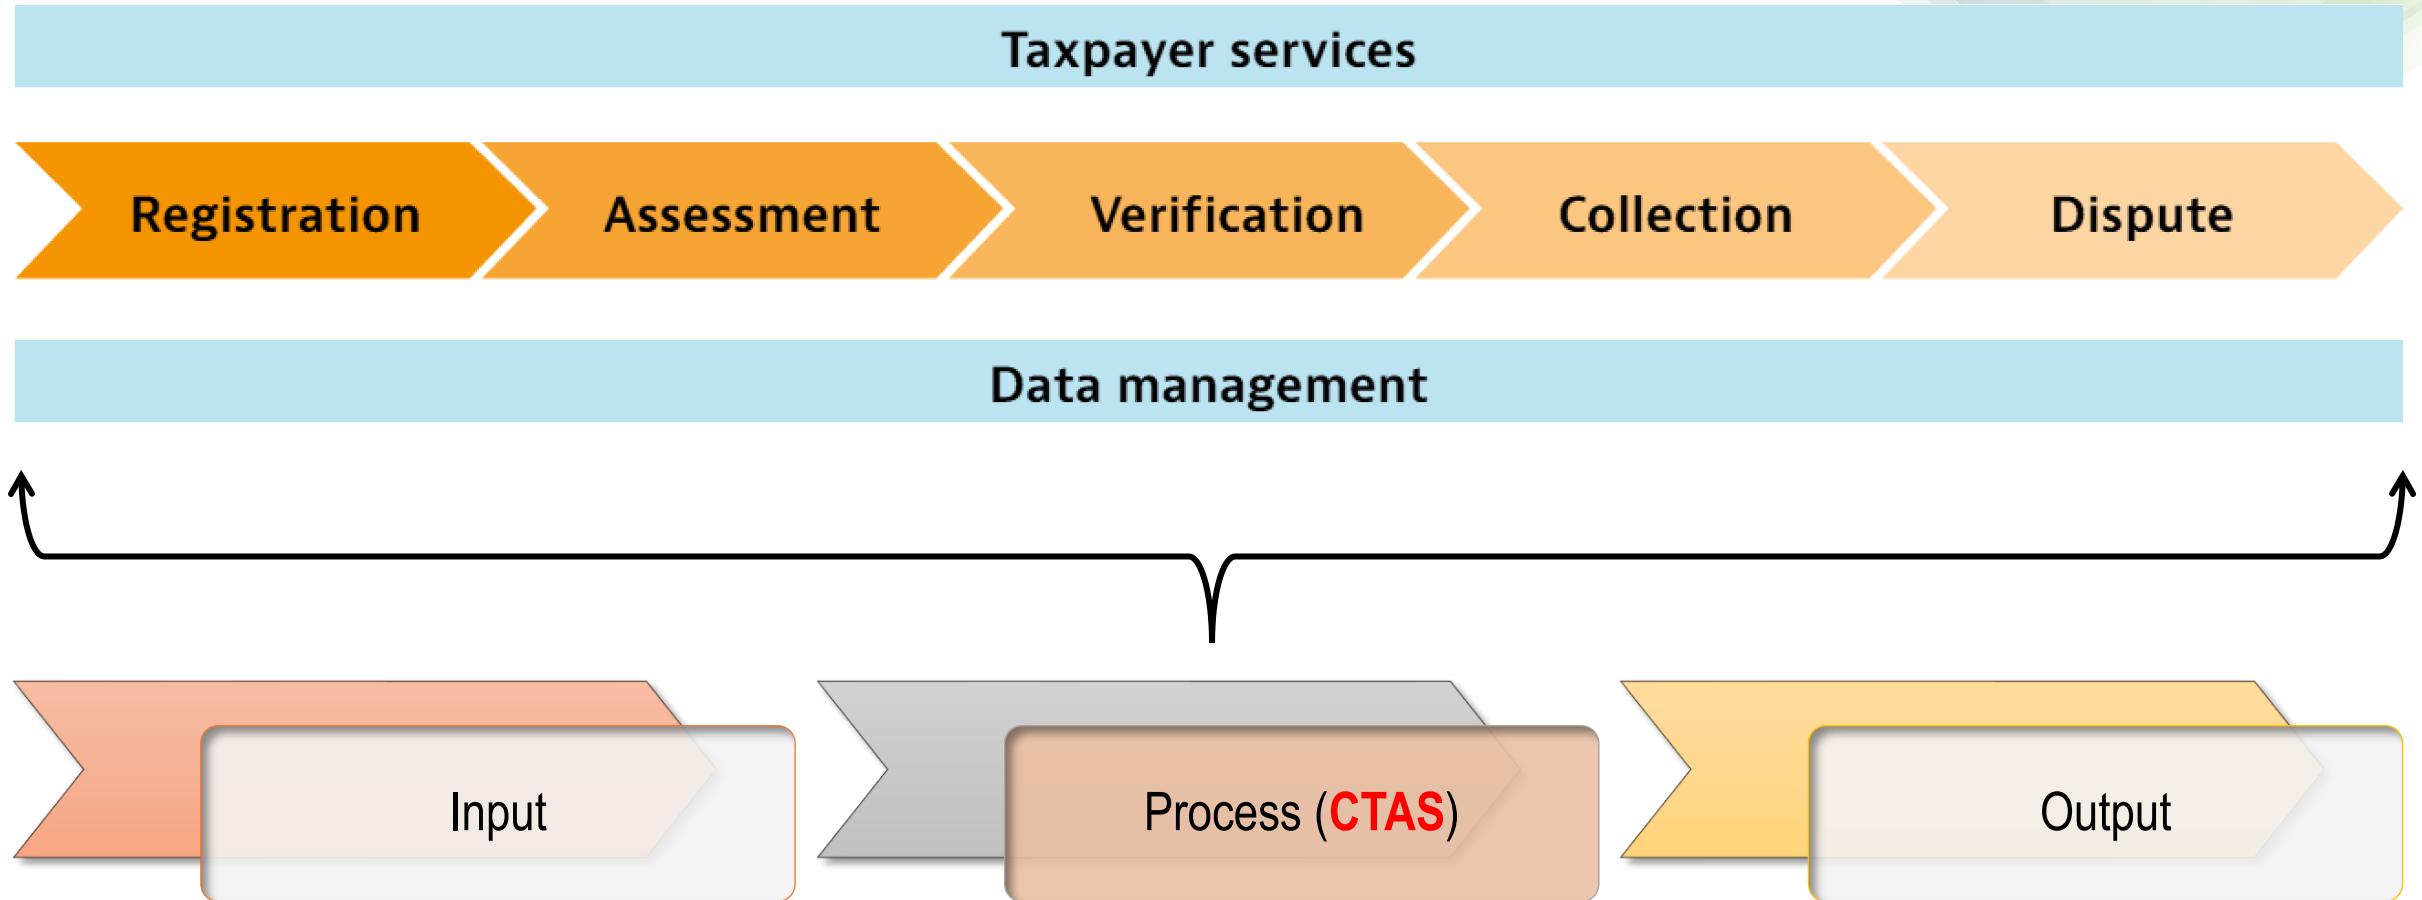 Taxpayer services
Registration
Assessment
Verification
Collection
Dispute
Data management
Input
Process (CTAS)
Output